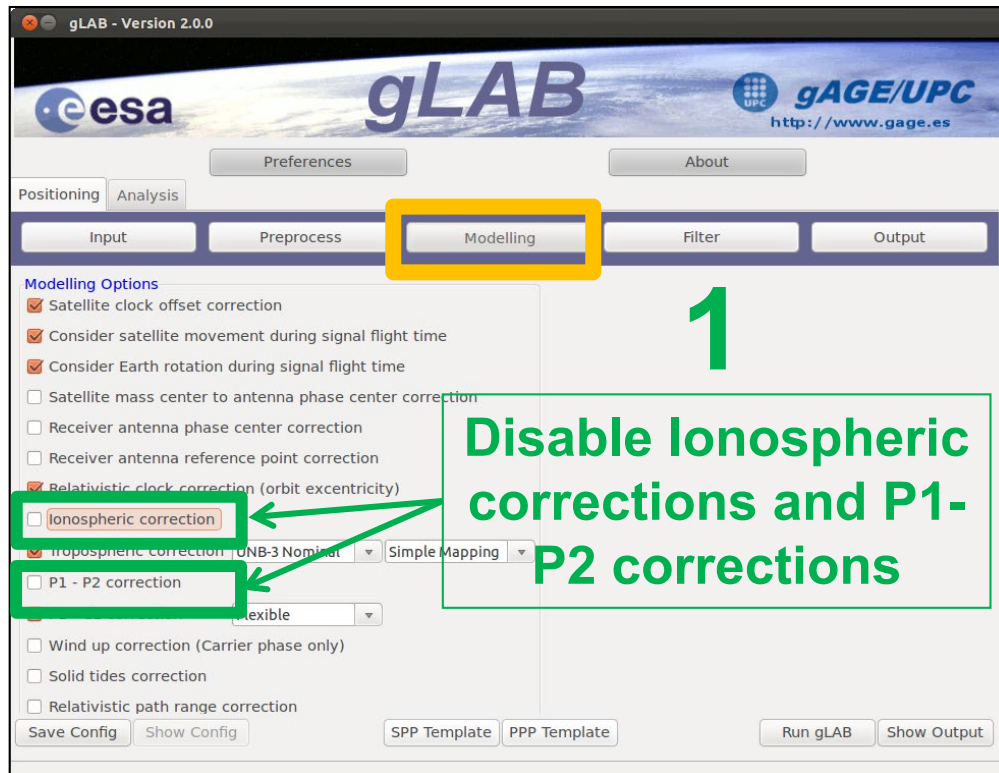 gLAB - Version 2.0.0
esa
gLAB
UPC
gAGE/UPC
http://www.gage.es
Preferences
About
Positioning
Analysis
Input
Preprocess
Modelling
Filter
Output
Modelling Options
Satellite clock offset correction
Consider satellite movement during signal flight time
Consider Earth rotation during signal flight time
Satellite mass center to antenna phase center correction
Receiver antenna phase center correction
Receiver antenna reference point correction
Relativistic clock correction (orbit excentricity)
Ionospheric correction
Tropospheric correction UNB-3 Nominal Simple Mapping
P1 - P2 correction
Flexible
Wind up correction (Carrier phase only)
Solid tides correction
Relativistic path range correction
1
Disable Ionospheric
corrections and P1-
P2 corrections
Save Config
Show Config
SPP Template
PPP Template
Run gLAB
Show Output